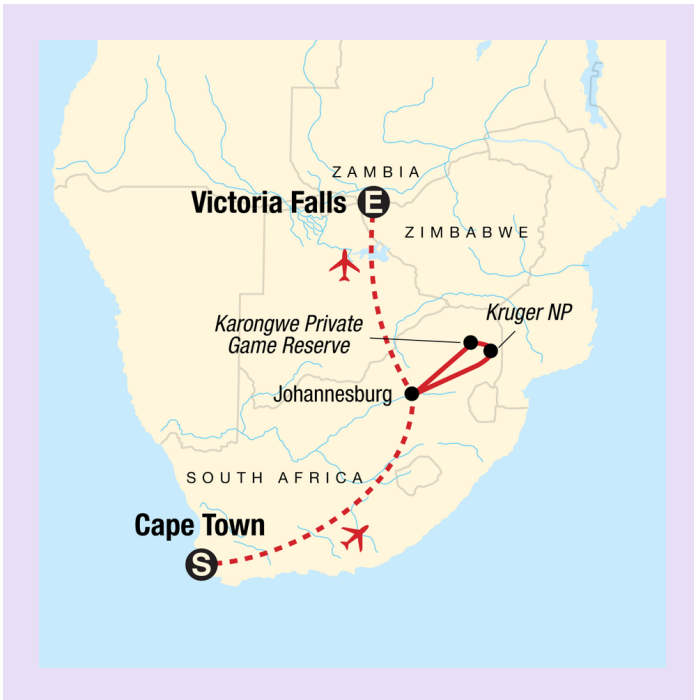 ZAMBIA
Victoria Falls E
ZIMBABWE
Kruger NP
Karongwe Private
Game Reserve
Johannesburg
SOUTH AFRICA
Cape Town
S